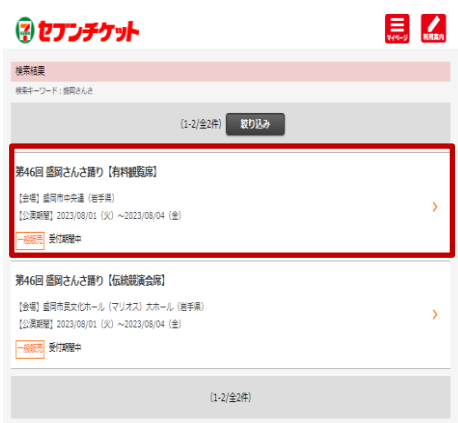 セブンチケット
マイページ
利用案内
検索結果
検索キーワード：盛岡さんさ
(1-2/全2件) 絞り込み
第46回 盛岡さんさ踊り【有料観覧席】
【会場】盛岡市中央通（岩手県）
【公演期間】2023/08/01（火）～2023/08/04（金）
一般販売 受付期間中
第46回 盛岡さんさ踊り【伝統競演会席】
【会場】盛岡市民文化ホール（マリオス）大ホール（岩手県）
【公演期間】2023/08/01（火）～2023/08/04（金）
一般販売 受付期間中
(1-2/全2件)